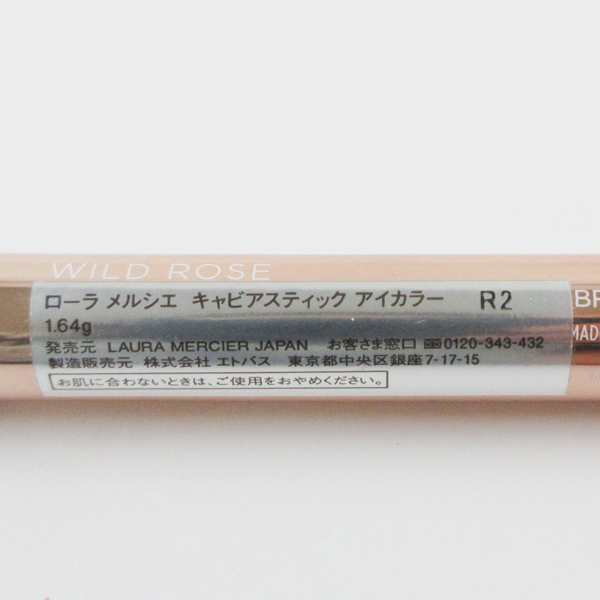 WILD ROSE
ローラ メルシエ キャビアスティック アイカラー R2
1.64g
発売元 LAURA MERCIER JAPAN お客さま窓口 0120-343-432
製造販売元 株式会社 エトバス 東京都中央区銀座7-17-15
お肌に合わないときは、ご使用をおやめください。